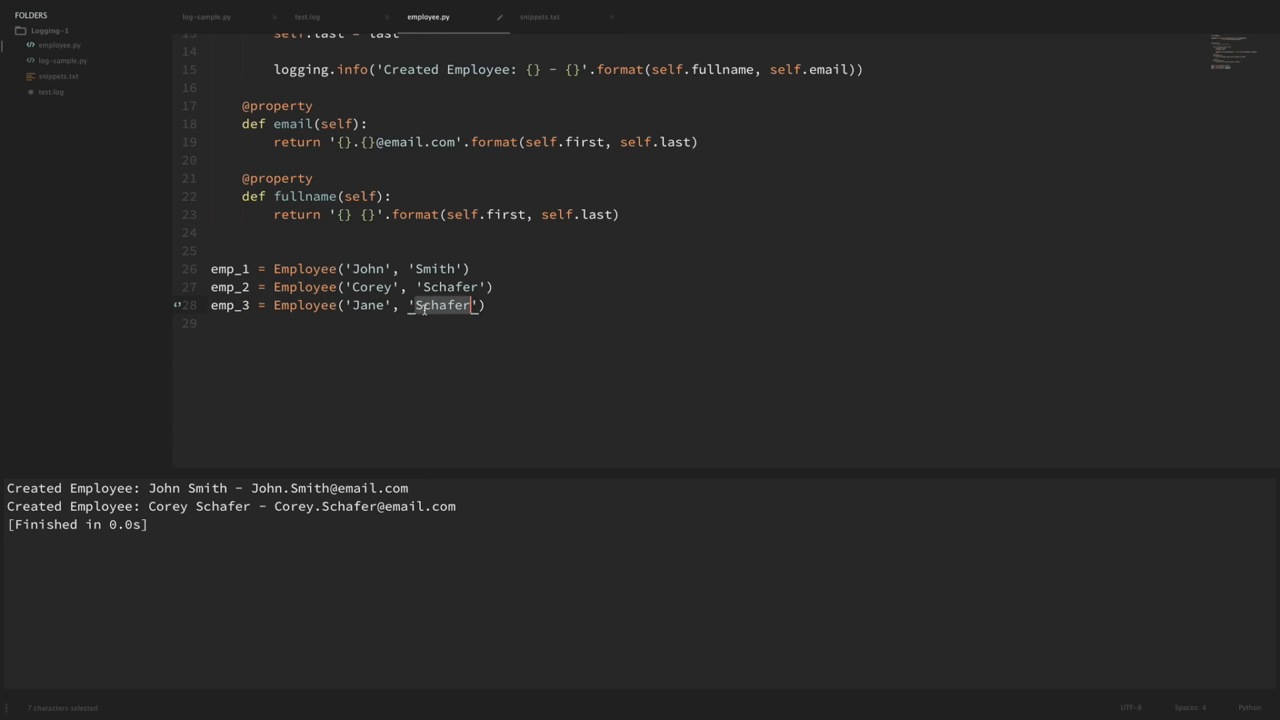 FOLDERS
Logging-1
employee.py
log-sample.py
snippets.txt
test.log
log-sample.py × test.log × employee.py snippets.txt ×
13 self.last = last
14
15 logging.info('Created Employee: {} - {}'.format(self.fullname, self.email))
16
17 @property
18 def email(self):
19 return '{}.{}@email.com'.format(self.first, self.last)
20
21 @property
22 def fullname(self):
23 return '{} {}'.format(self.first, self.last)
24
25
26 emp_1 = Employee('John', 'Smith')
27 emp_2 = Employee('Corey', 'Schafer')
28 emp_3 = Employee('Jane', 'Schafer')
29
Created Employee: John Smith - John.Smith@email.com
Created Employee: Corey Schafer - Corey.Schafer@email.com
[Finished in 0.0s]
7 characters selected UTF-8 Spaces: 4 Python